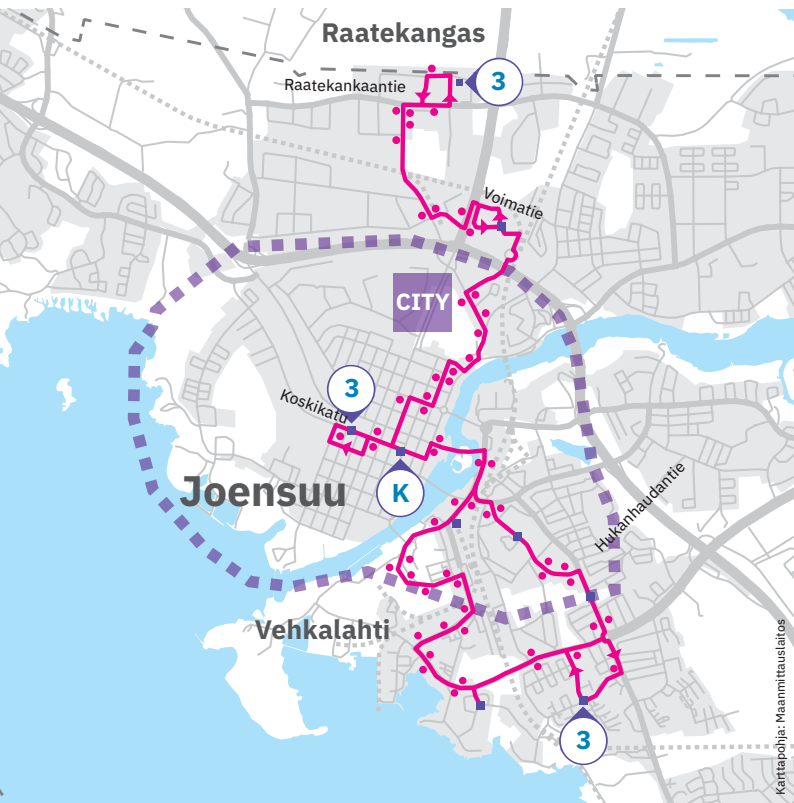 Raatekangas
Raatekankaantie
3
Voimatie
CITY
3
Koskikatu
Joensuu
K
Hukanhaudantie
Vehkalahti
3
Karttapohja: Maanmittauslaitos